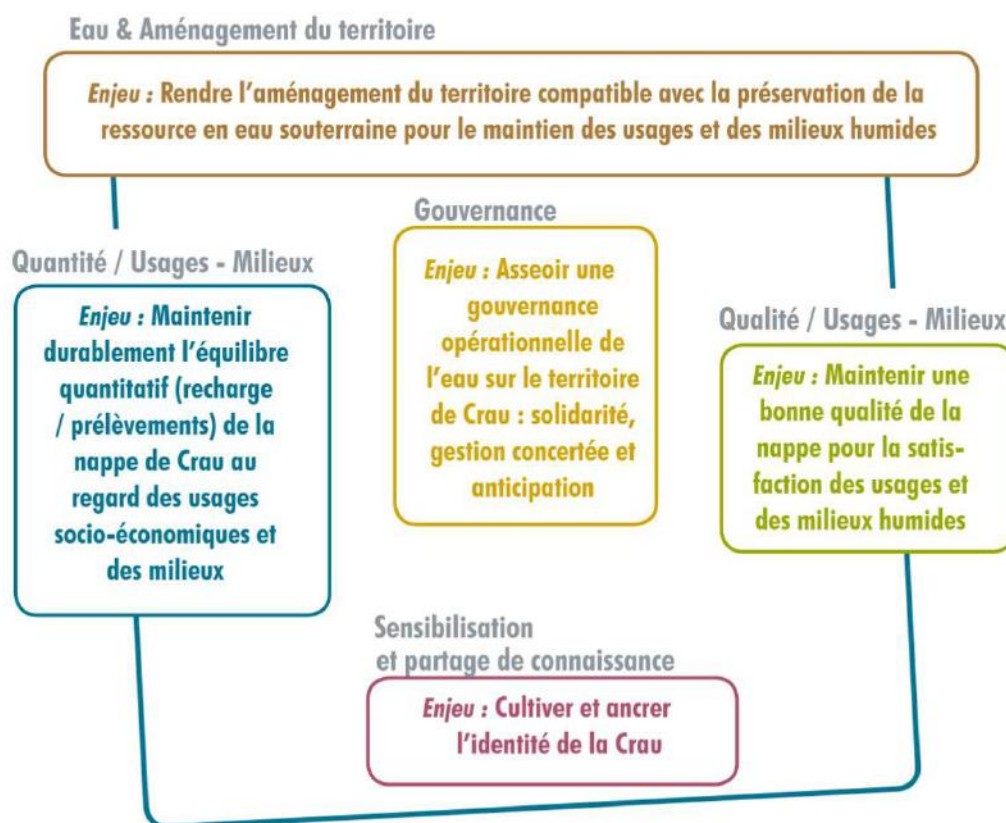 Eau & Aménagement du territoire
Enjeu : Rendre l'aménagement du territoire compatible avec la préservation de la
ressource en eau souterraine pour le maintien des usages et des milieux humides
Gouvernance
Enjeu : Asseoir une
gouvernance
opérationnelle de
l'eau sur le territoire
de Crau : solidarité,
gestion concertée et
anticipation
Quantité / Usages - Milieux
Enjeu : Maintenir
durablement l'équilibre
quantitatif (recharge
/ prélèvements) de la
nappe de Crau au
regard des usages
socio-économiques et
des milieux
Qualité / Usages - Milieux
Enjeu : Maintenir une
bonne qualité de la
nappe pour la satis-
faction des usages et
des milieux humides
Sensibilisation
et partage de connaissance
Enjeu : Cultiver et ancrer
l'identité de la Crau